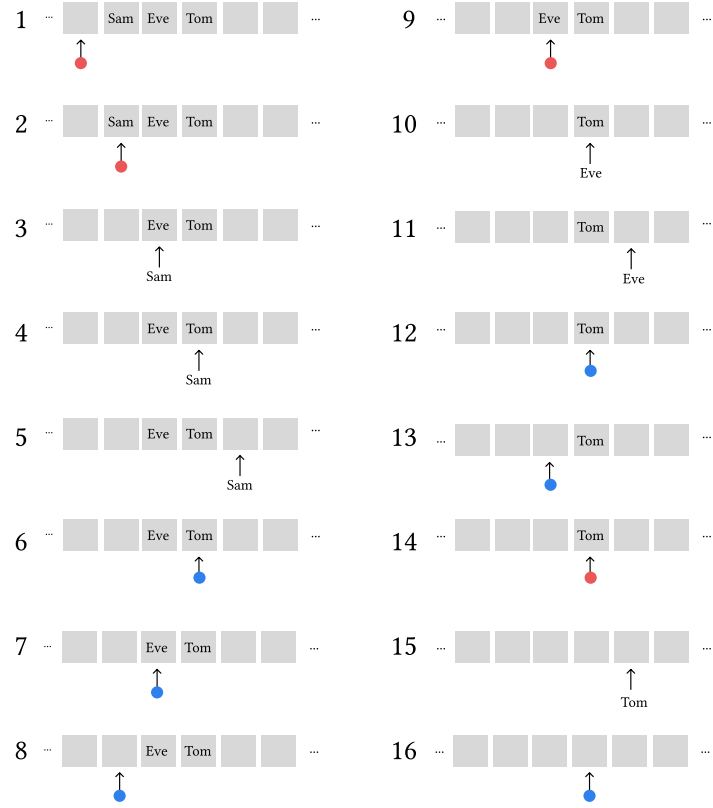 1 ... Sam Eve Tom ...
2 ... Sam Eve Tom ...
3 ... Eve Tom ...
Sam
4 ... Eve Tom ...
Sam
5 ... Eve Tom ...
Sam
6 ... Eve Tom ...
7 ... Eve Tom ...
8 ... Eve Tom ...
9 ... Eve Tom ...
10 ... Tom ...
Eve
11 ... Tom ...
Eve
12 ... Tom ...
13 ... Tom ...
14 ... Tom ...
15 ... ...
Tom
16 ... ...